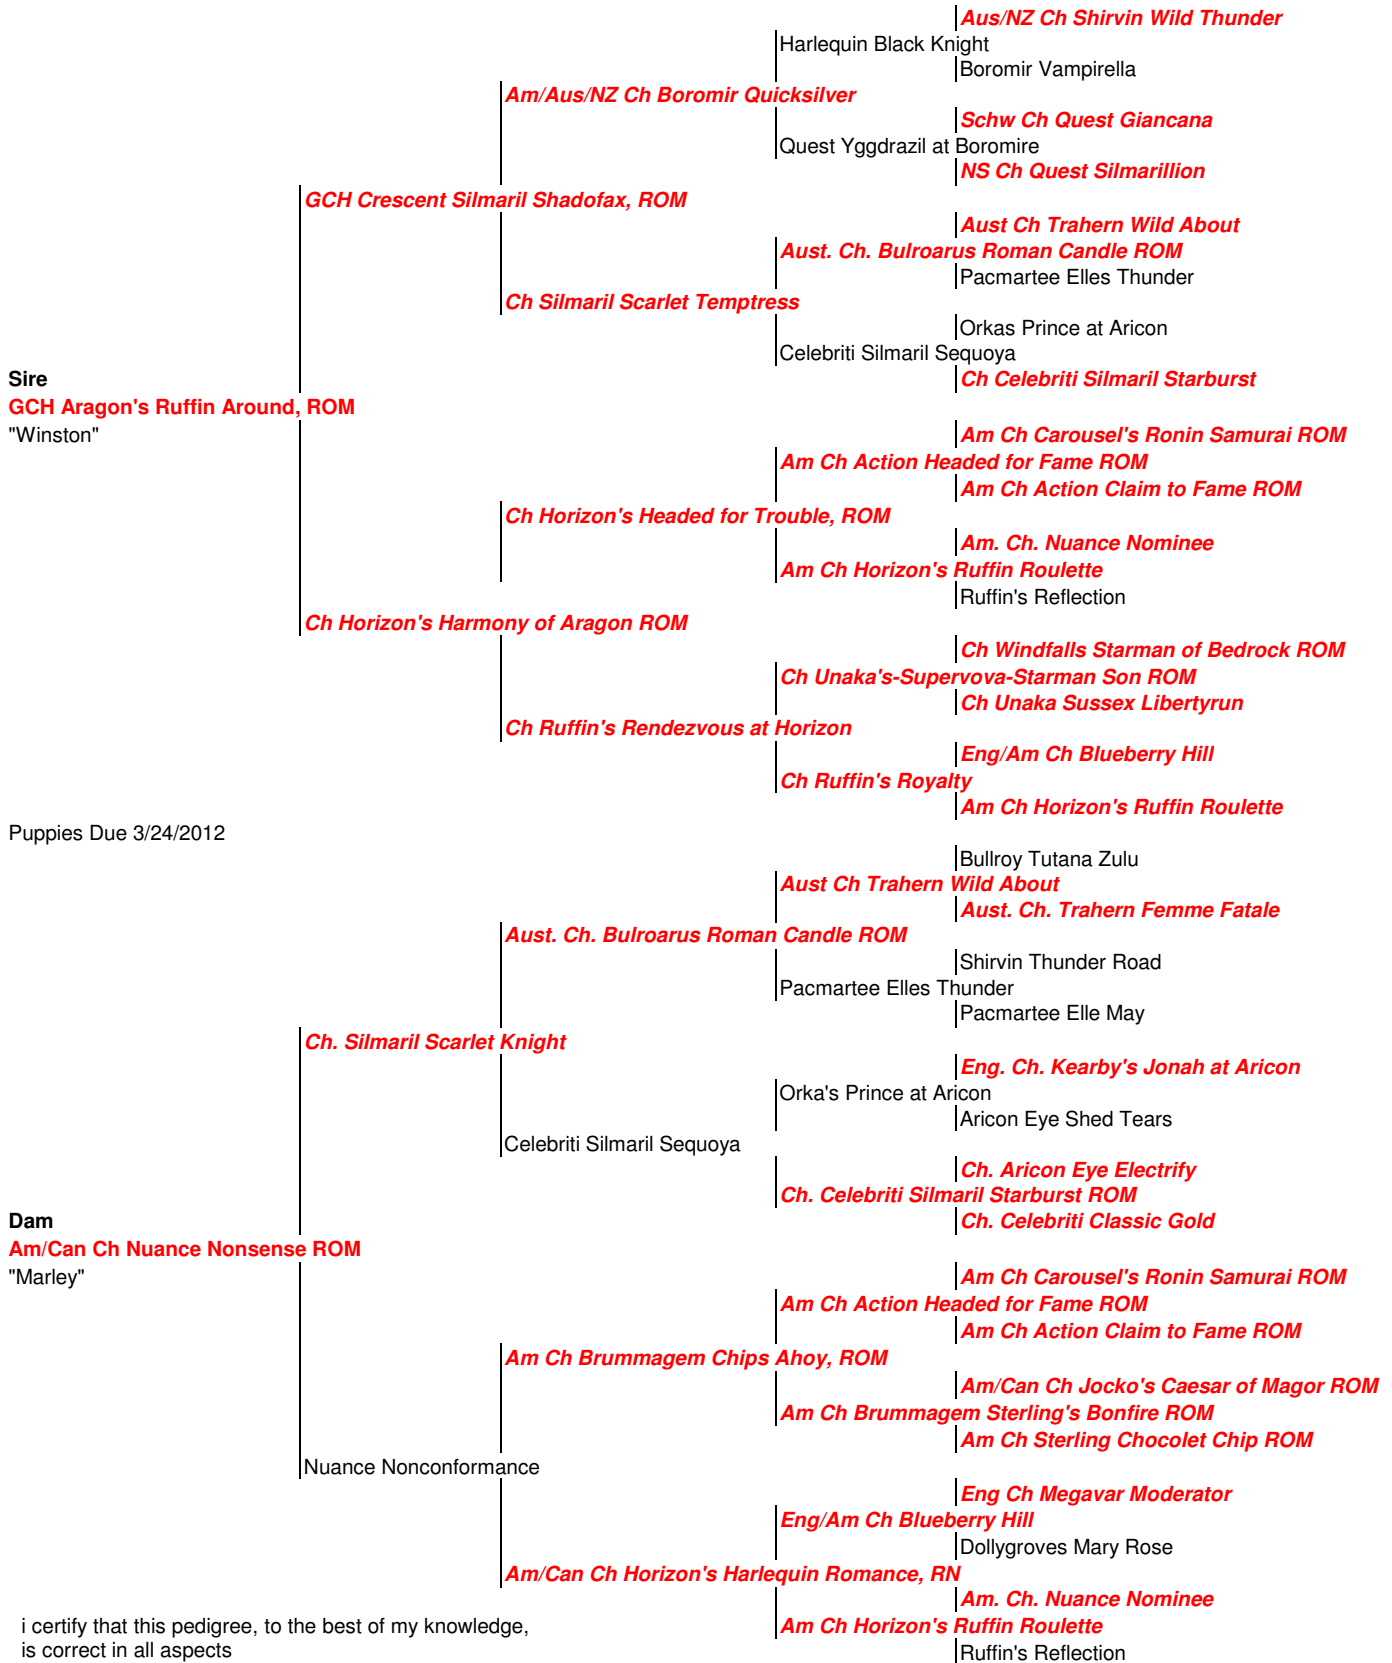 Aus/NZ Ch Shirvin Wild Thunder
Harlequin Black Knight
Boromir Vampirella
Am/Aus/NZ Ch Boromir Quicksilver
Schw Ch Quest Giancana
Quest Yggdrazil at Boromire
NS Ch Quest Silmarillion
GCH Crescent Silmaril Shadofax, ROM
Aust Ch Trahern Wild About
Aust. Ch. Bulroarus Roman Candle ROM
Pacmartee Elles Thunder
Ch Silmaril Scarlet Temptress
Orkas Prince at Aricon
Celebriti Silmaril Sequoya
Sire
Ch Celebriti Silmaril Starburst
GCH Aragon's Ruffin Around, ROM
"Winston"
Am Ch Carousel's Ronin Samurai ROM
Am Ch Action Headed for Fame ROM
Am Ch Action Claim to Fame ROM
Ch Horizon's Headed for Trouble, ROM
Am. Ch. Nuance Nominee
Am Ch Horizon's Ruffin Roulette
Ruffin's Reflection
Ch Horizon's Harmony of Aragon ROM
Ch Windfalls Starman of Bedrock ROM
Ch Unaka's-Supervova-Starman Son ROM
Ch Unaka Sussex Libertyrun
Ch Ruffin's Rendezvous at Horizon
Eng/Am Ch Blueberry Hill
Ch Ruffin's Royalty
Am Ch Horizon's Ruffin Roulette
Puppies Due 3/24/2012
Bullroy Tutana Zulu
Aust Ch Trahern Wild About
Aust. Ch. Trahern Femme Fatale
Aust. Ch. Bulroarus Roman Candle ROM
Shirvin Thunder Road
Pacmartee Elles Thunder
Pacmartee Elle May
Ch. Silmaril Scarlet Knight
Eng. Ch. Kearby's Jonah at Aricon
Orka's Prince at Aricon
Aricon Eye Shed Tears
Celebriti Silmaril Sequoya
Ch. Aricon Eye Electrify
Ch. Celebriti Silmaril Starburst ROM
Dam
Ch. Celebriti Classic Gold
Am/Can Ch Nuance Nonsense ROM
"Marley"
Am Ch Carousel's Ronin Samurai ROM
Am Ch Action Headed for Fame ROM
Am Ch Action Claim to Fame ROM
Am Ch Brummagem Chips Ahoy, ROM
Am/Can Ch Jocko's Caesar of Magor ROM
Am Ch Brummagem Sterling's Bonfire ROM
Am Ch Sterling Chocolet Chip ROM
Nuance Nonconformance
Eng Ch Megavar Moderator
Eng/Am Ch Blueberry Hill
Dollygroves Mary Rose
Am/Can Ch Horizon's Harlequin Romance, RN
Am. Ch. Nuance Nominee
Am Ch Horizon's Ruffin Roulette
Ruffin's Reflection
i certify that this pedigree, to the best of my knowledge,
is correct in all aspects